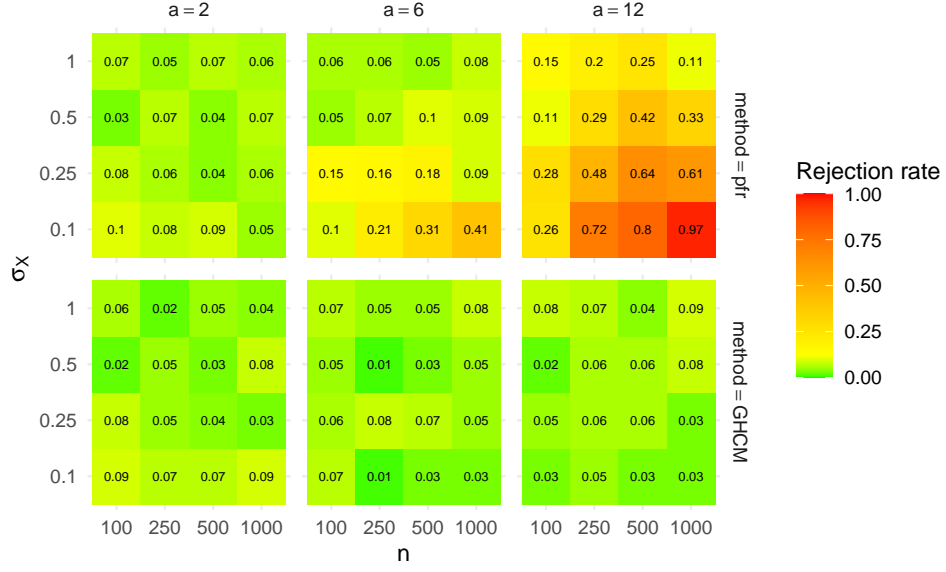 a = 2 a = 6 a = 12
1 0.07 0.05 0.07 0.06 0.06 0.06 0.05 0.08 0.15 0.2 0.25 0.11
0.5 0.03 0.07 0.04 0.07 0.05 0.07 0.1 0.09 0.11 0.29 0.42 0.33
0.25 0.08 0.06 0.04 0.06 0.15 0.16 0.18 0.09 0.28 0.48 0.64 0.61
0.1 0.1 0.08 0.09 0.05 0.1 0.21 0.31 0.41 0.26 0.72 0.8 0.97
method = pfr
σX
1 0.06 0.02 0.05 0.04 0.07 0.05 0.05 0.08 0.08 0.07 0.04 0.09
0.5 0.02 0.05 0.03 0.08 0.05 0.01 0.03 0.05 0.02 0.06 0.06 0.08
0.25 0.08 0.05 0.04 0.03 0.06 0.08 0.07 0.05 0.05 0.06 0.06 0.03
0.1 0.09 0.07 0.07 0.09 0.07 0.01 0.03 0.03 0.03 0.05 0.03 0.03
method = GHCM
100 250 500 1000 100 250 500 1000 100 250 500 1000
n
Rejection rate
1.00
0.75
0.50
0.25
0.00